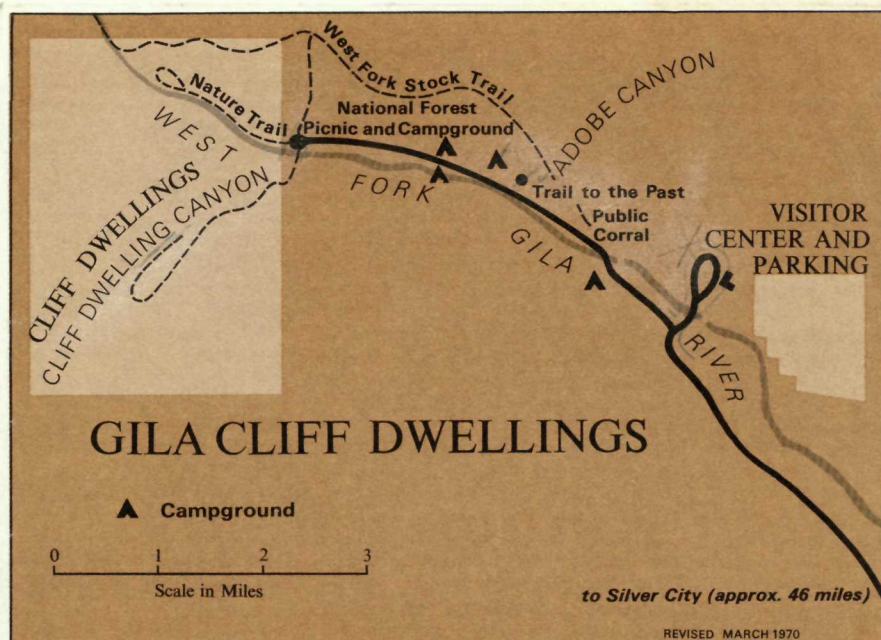 West Fork Stock Trail
Nature Trail
National Forest
Picnic and Campground
ADOBE CANYON
WEST FORK GILA RIVER
Trail to the Past
Public
Corral
VISITOR
CENTER AND
PARKING
CLIFF DWELLINGS
CLIFF DWELLING CANYON
GILA CLIFF DWELLINGS
Campground
0 1 2 3
Scale in Miles
to Silver City (approx. 46 miles)
REVISED MARCH 1970